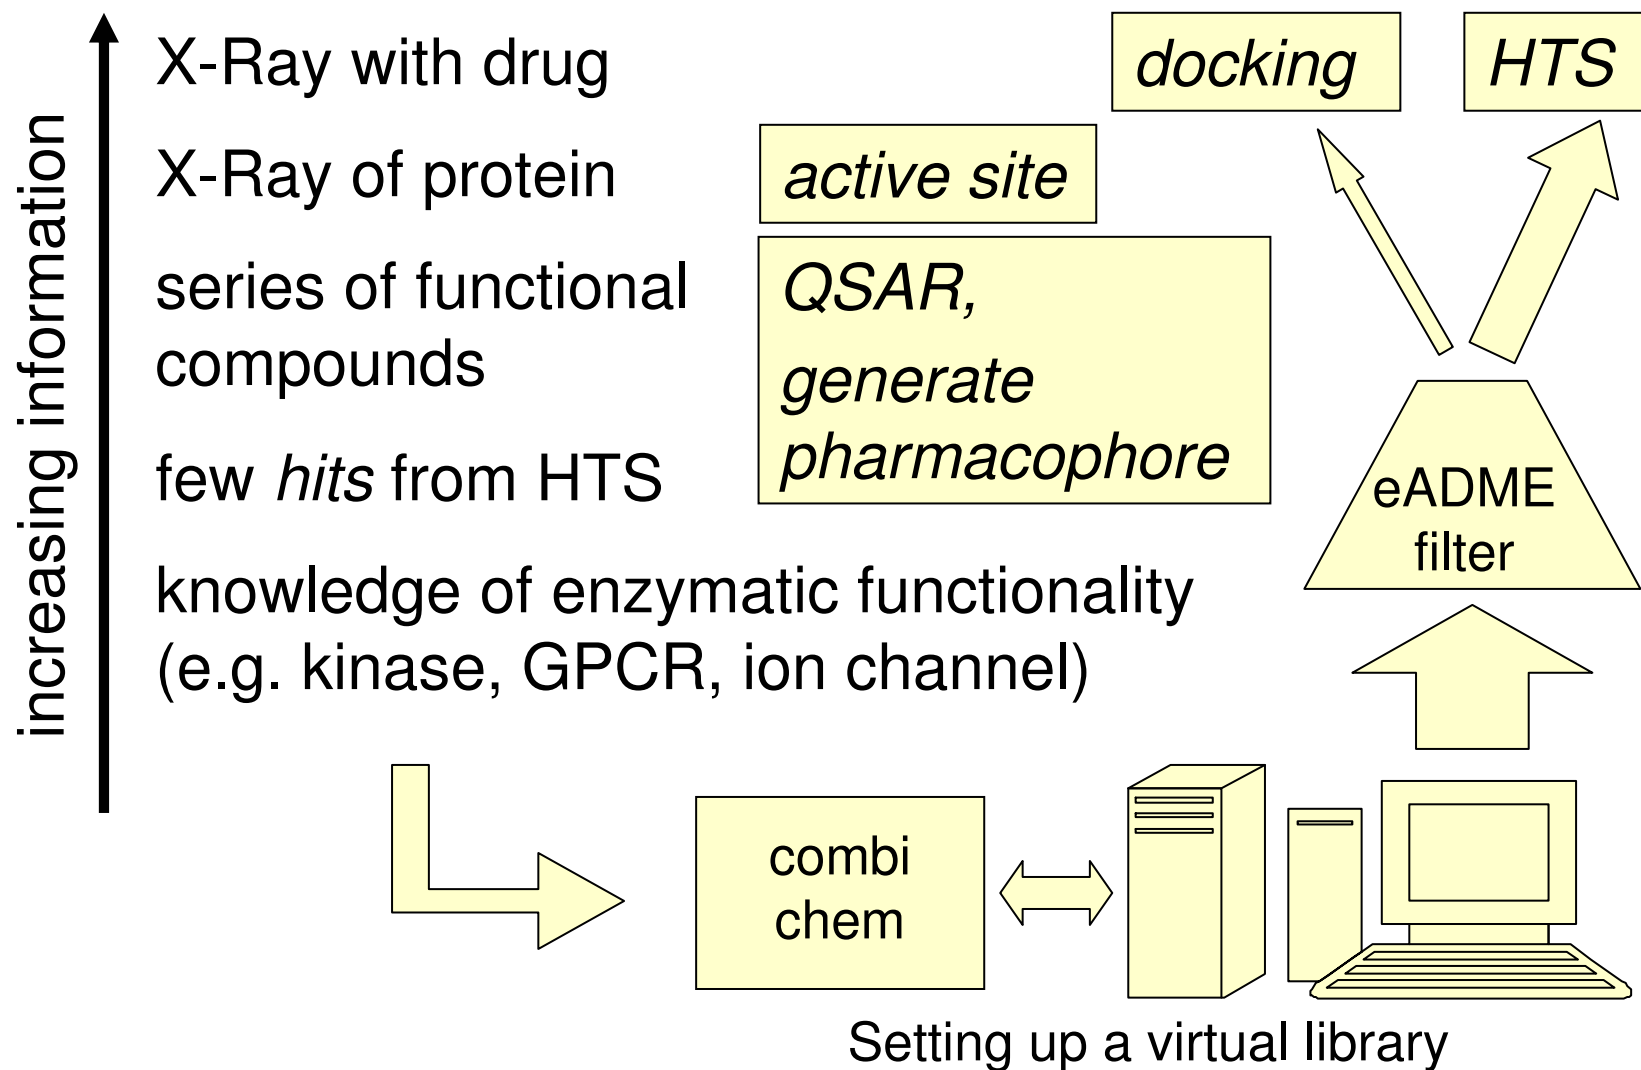 increasing information
X-Ray with drug
docking
HTS
X-Ray of protein
active site
series of functional
compounds
QSAR,
generate
pharmacophore
few hits from HTS
eADME
filter
knowledge of enzymatic functionality
(e.g. kinase, GPCR, ion channel)
combi
chem
Setting up a virtual library